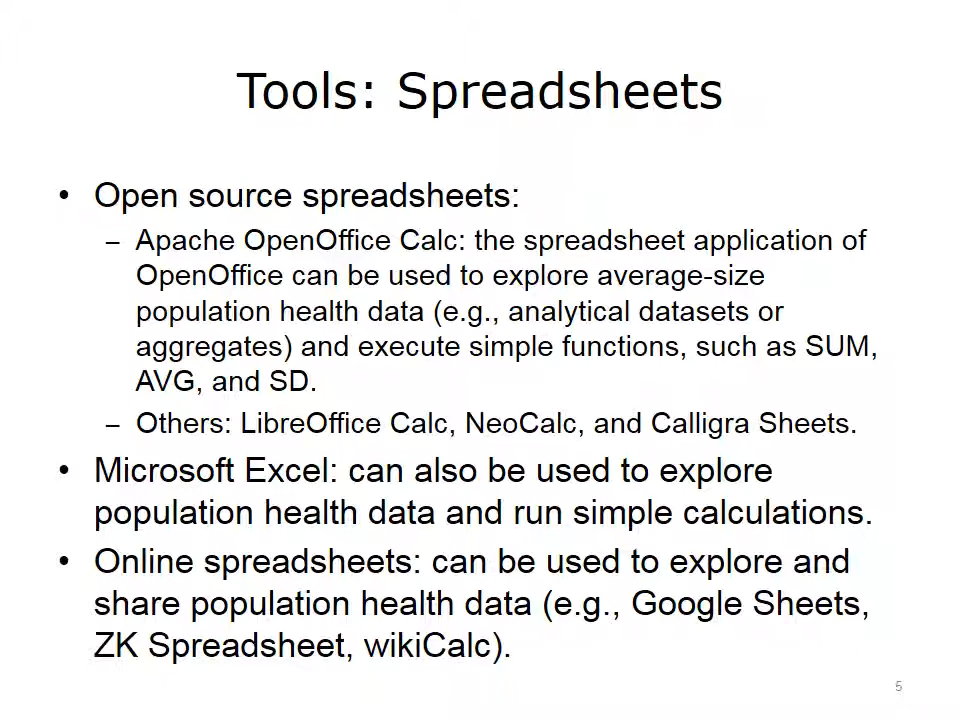 Tools: Spreadsheets
• Open source spreadsheets:
– Apache OpenOffice Calc: the spreadsheet application of
OpenOffice can be used to explore average-size
population health data (e.g., analytical datasets or
aggregates) and execute simple functions, such as SUM,
AVG, and SD.
– Others: LibreOffice Calc, NeoCalc, and Calligra Sheets.
• Microsoft Excel: can also be used to explore
population health data and run simple calculations.
• Online spreadsheets: can be used to explore and
share population health data (e.g., Google Sheets,
ZK Spreadsheet, wikiCalc).
5